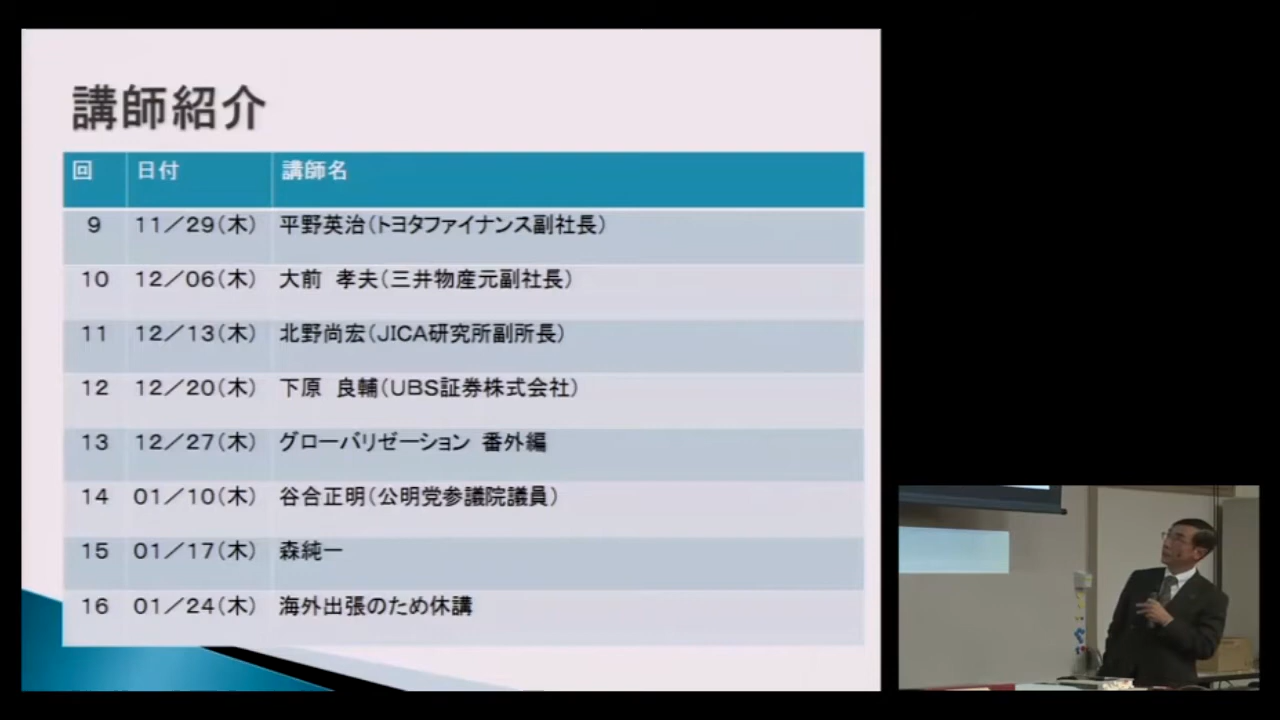 講師紹介
回 日付 講師名
9 11／29(木) 平野英治(トヨタファイナンス副社長)
10 12／06(木) 大前 孝夫(三井物産元副社長)
11 12／13(木) 北野尚宏(JICA研究所副所長)
12 12／20(木) 下原 良輔(UBS証券株式会社)
13 12／27(木) グローバリゼーション 番外編
14 01／10(木) 谷合正明(公明党参議院議員)
15 01／17(木) 森純一
16 01／24(木) 海外出張のため休講